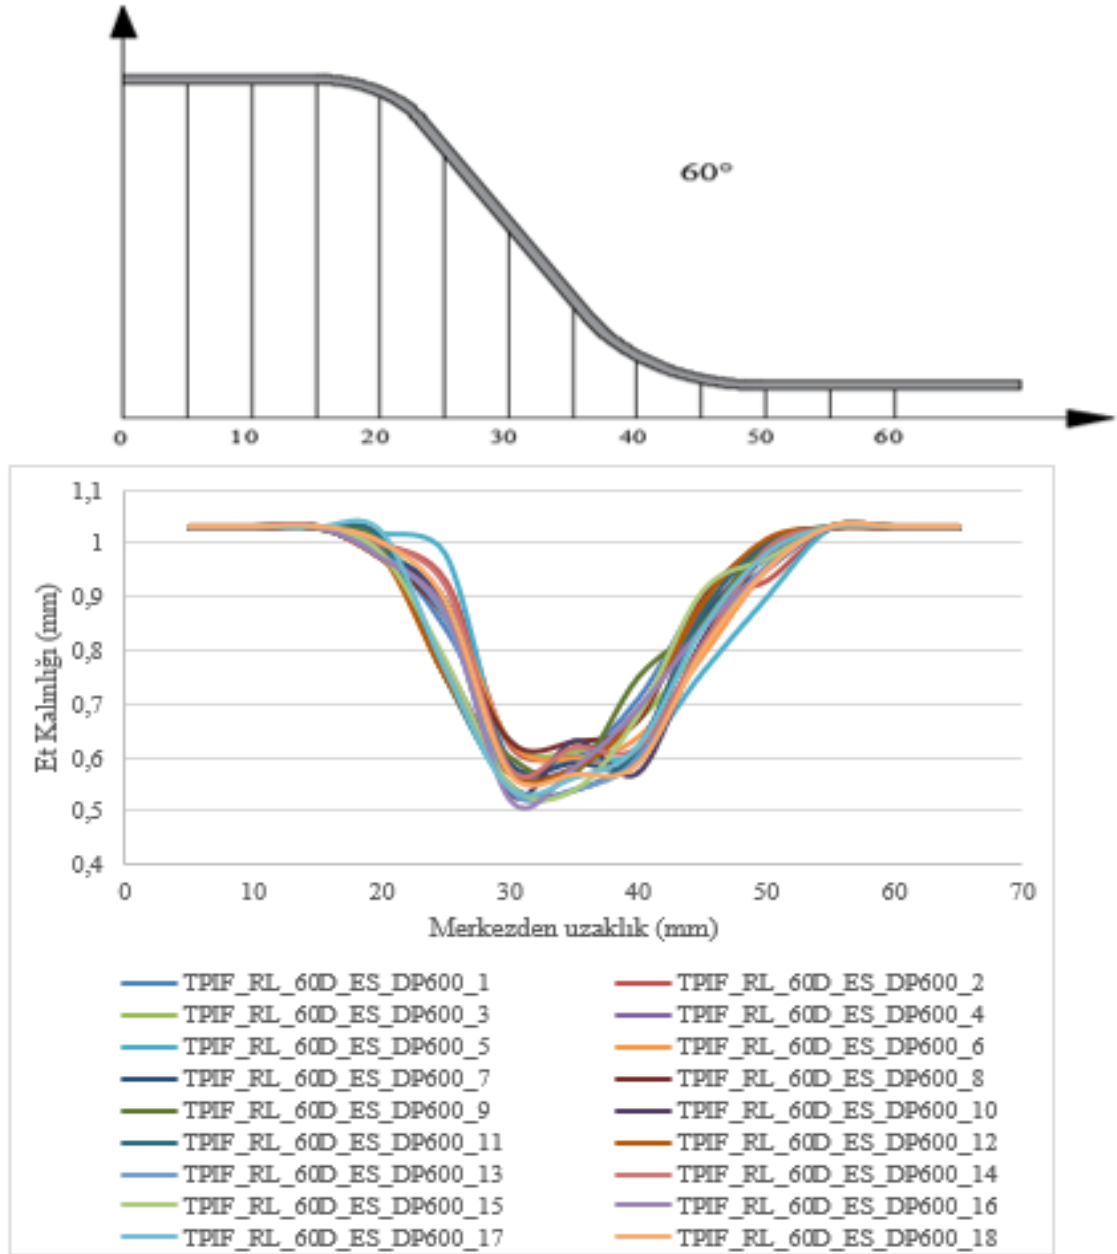 60°
0 10 20 30 40 50 60
1,1
1
0,9
0,8
0,7
0,6
0,5
0,4
Et Kalınlığı (mm)
0 10 20 30 40 50 60 70
Merkezden uzaklık (mm)
TPIF_RL_60D_ES_DP600_1 TPIF_RL_60D_ES_DP600_2
TPIF_RL_60D_ES_DP600_3 TPIF_RL_60D_ES_DP600_4
TPIF_RL_60D_ES_DP600_5 TPIF_RL_60D_ES_DP600_6
TPIF_RL_60D_ES_DP600_7 TPIF_RL_60D_ES_DP600_8
TPIF_RL_60D_ES_DP600_9 TPIF_RL_60D_ES_DP600_10
TPIF_RL_60D_ES_DP600_11 TPIF_RL_60D_ES_DP600_12
TPIF_RL_60D_ES_DP600_13 TPIF_RL_60D_ES_DP600_14
TPIF_RL_60D_ES_DP600_15 TPIF_RL_60D_ES_DP600_16
TPIF_RL_60D_ES_DP600_17 TPIF_RL_60D_ES_DP600_18